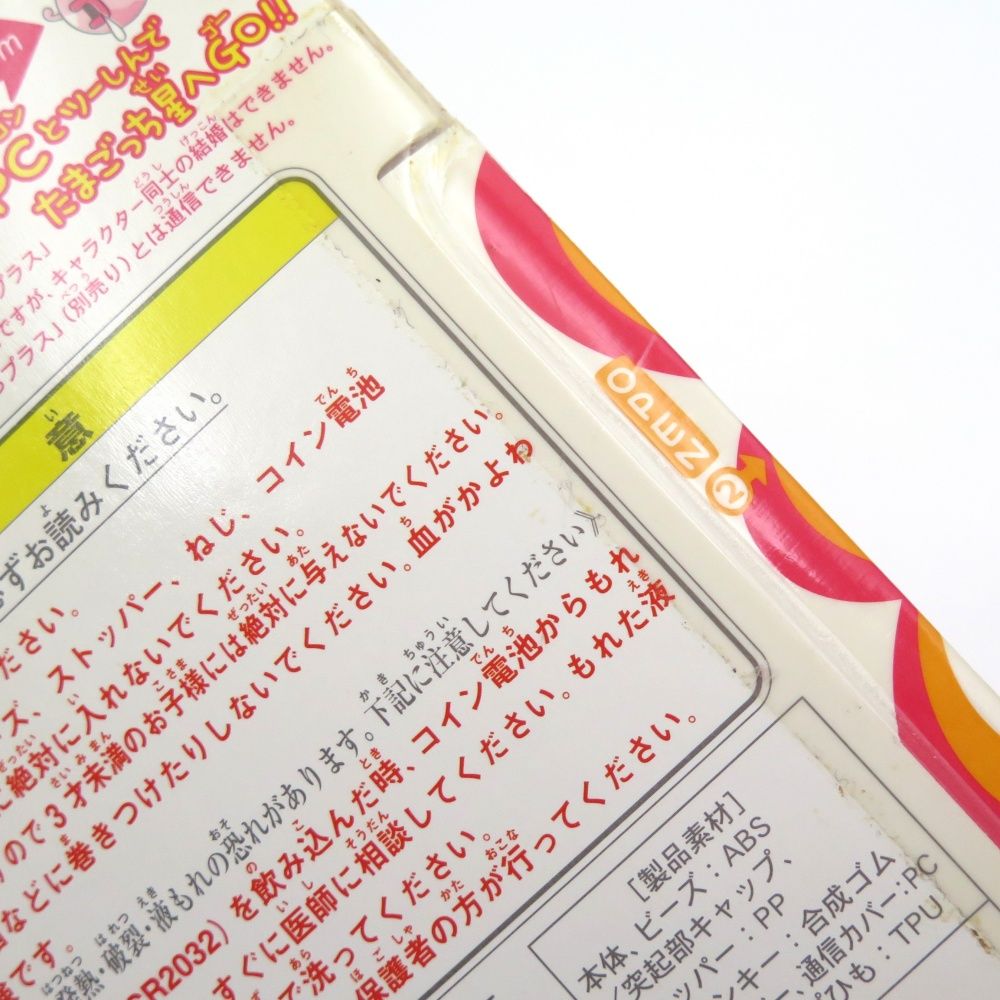 m
PCとツーしんで
たまごっち星へGo!!
プラス」
ですが、キャラクター同士の結婚はできません。
プラス」(別売り)とは通信できません。
意
ずお読みください。
ださい。
ズ、ストッパー、ねじ、コイン電池
に絶対に入れないでください。
ので3才未満のお子様には絶対に与えないでください。
などに巻きつけたりしないでください。血がかよわ
です。
発熱・破裂・液もれの恐れがあります。下記に注意してください》
CR2032)を飲み込んだ時、コイン電池からもれ
すぐに医師に相談してください。もれた液
で洗ってください。
保護者の方が行ってください。
OPEN②
[製品素材]
本体、ビーズ:ABS
/突起部キャップ、
ッパー:PP
ンキー:合成ゴム
、通信カバー:PC
ひも:TPU